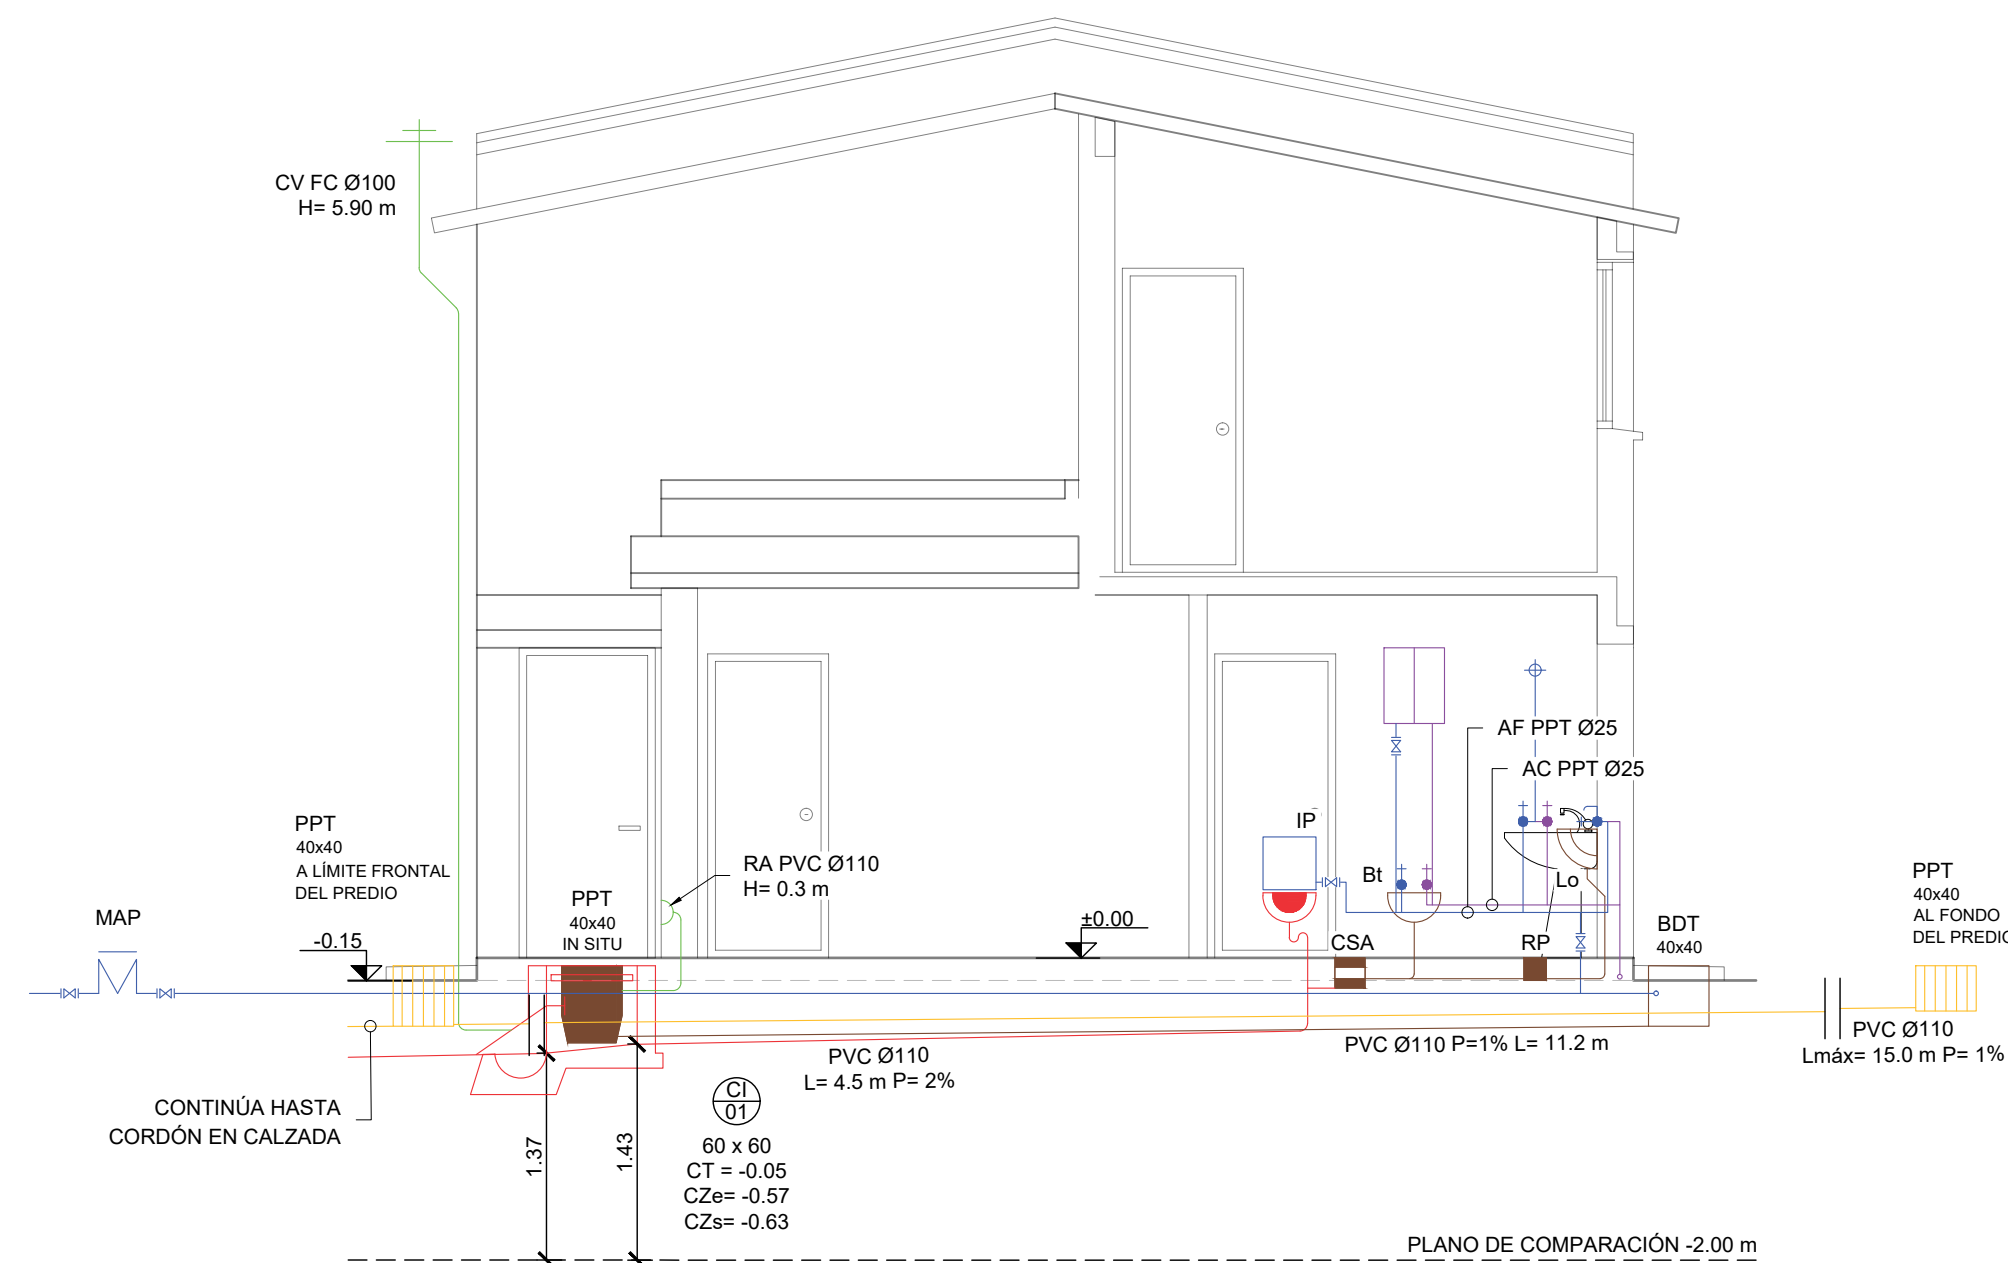 CV FC Ø100
H= 5.90 m
AF PPT Ø25
AC PPT Ø25
PPT
40x40
A LÍMITE FRONTAL
DEL PREDIO
MAP
-0.15
PPT
40x40
IN SITU
RA PVC Ø110
H= 0.3 m
±0.00
IP
Bt
Lo
CSA
RP
BDT
40x40
PPT
40x40
AL FONDO
DEL PREDIO
PVC Ø110
L= 4.5 m P= 2%
PVC Ø110 P=1% L= 11.2 m
PVC Ø110
Lmáx= 15.0 m P= 1%
CONTINÚA HASTA
CORDÓN EN CALZADA
1.37
1.43
CI
01
60 x 60
CT = -0.05
CZe= -0.57
CZs= -0.63
PLANO DE COMPARACIÓN -2.00 m